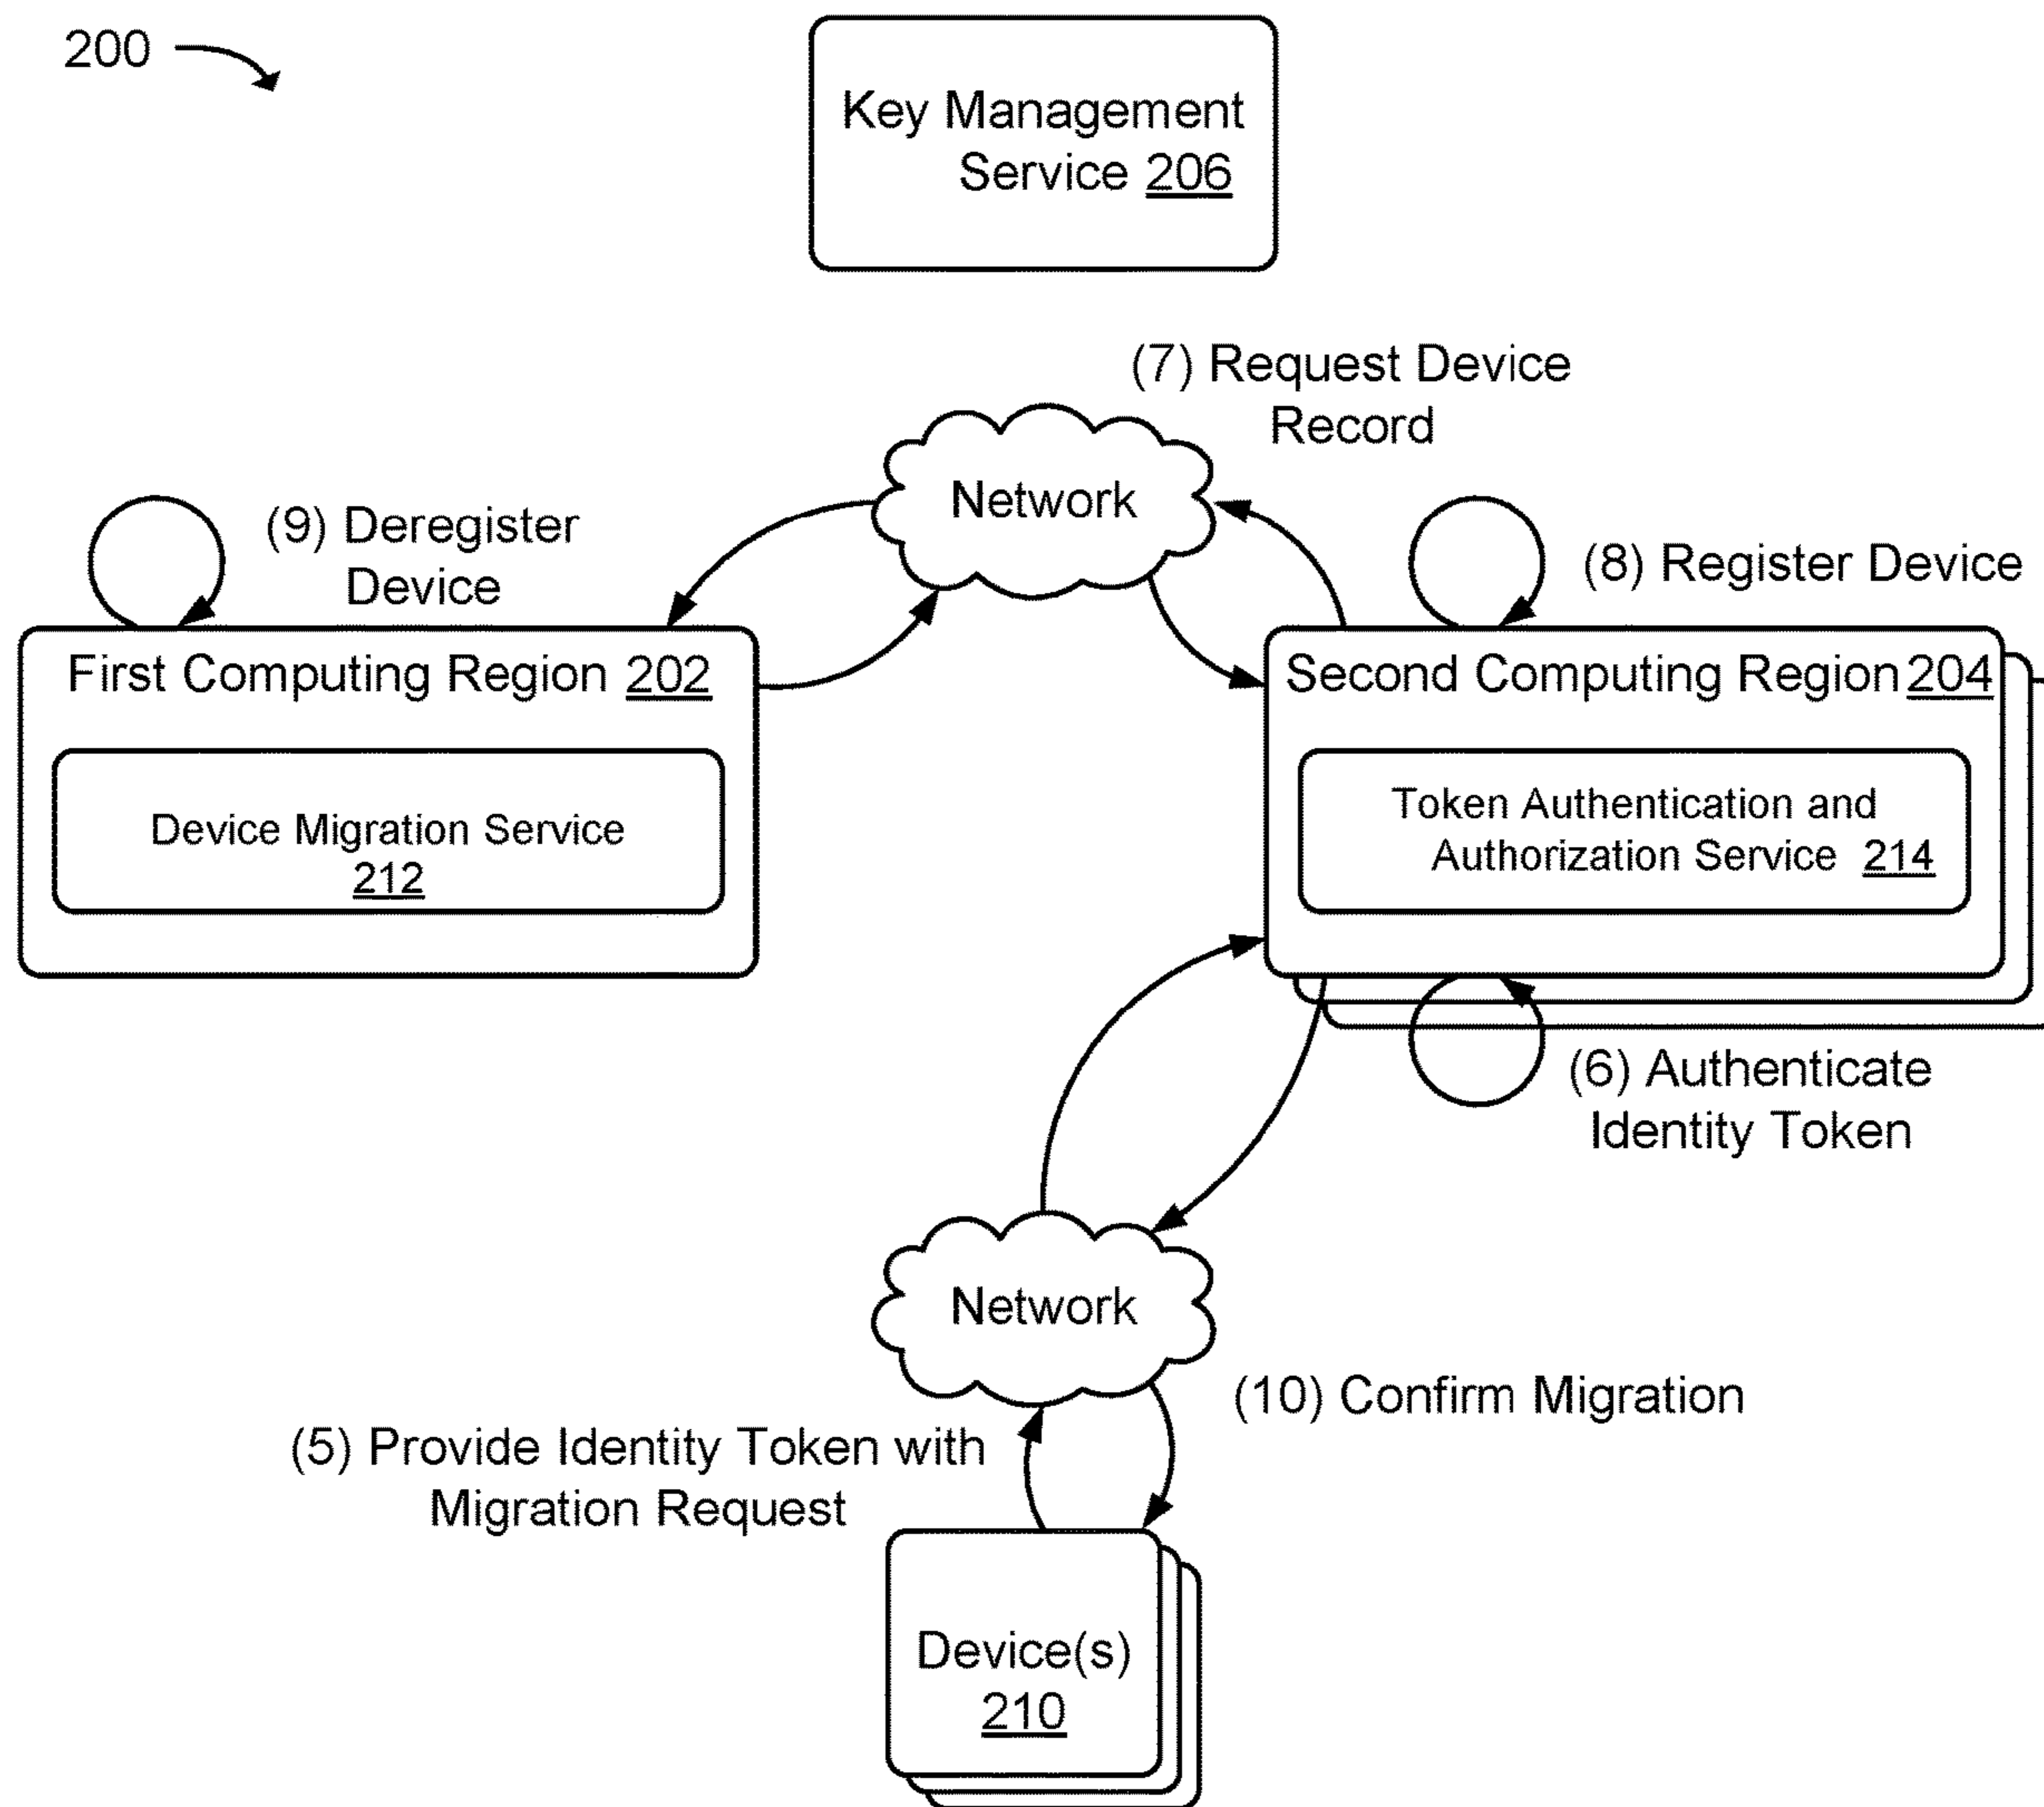 200
Key Management
Service 206
(7) Request Device
Record
Network
(9) Deregister
Device
(8) Register Device
First Computing Region 202
Second Computing Region 204
Device Migration Service
212
Token Authentication and
Authorization Service 214
(6) Authenticate
Identity Token
Network
(10) Confirm Migration
(5) Provide Identity Token with
Migration Request
Device(s)
210